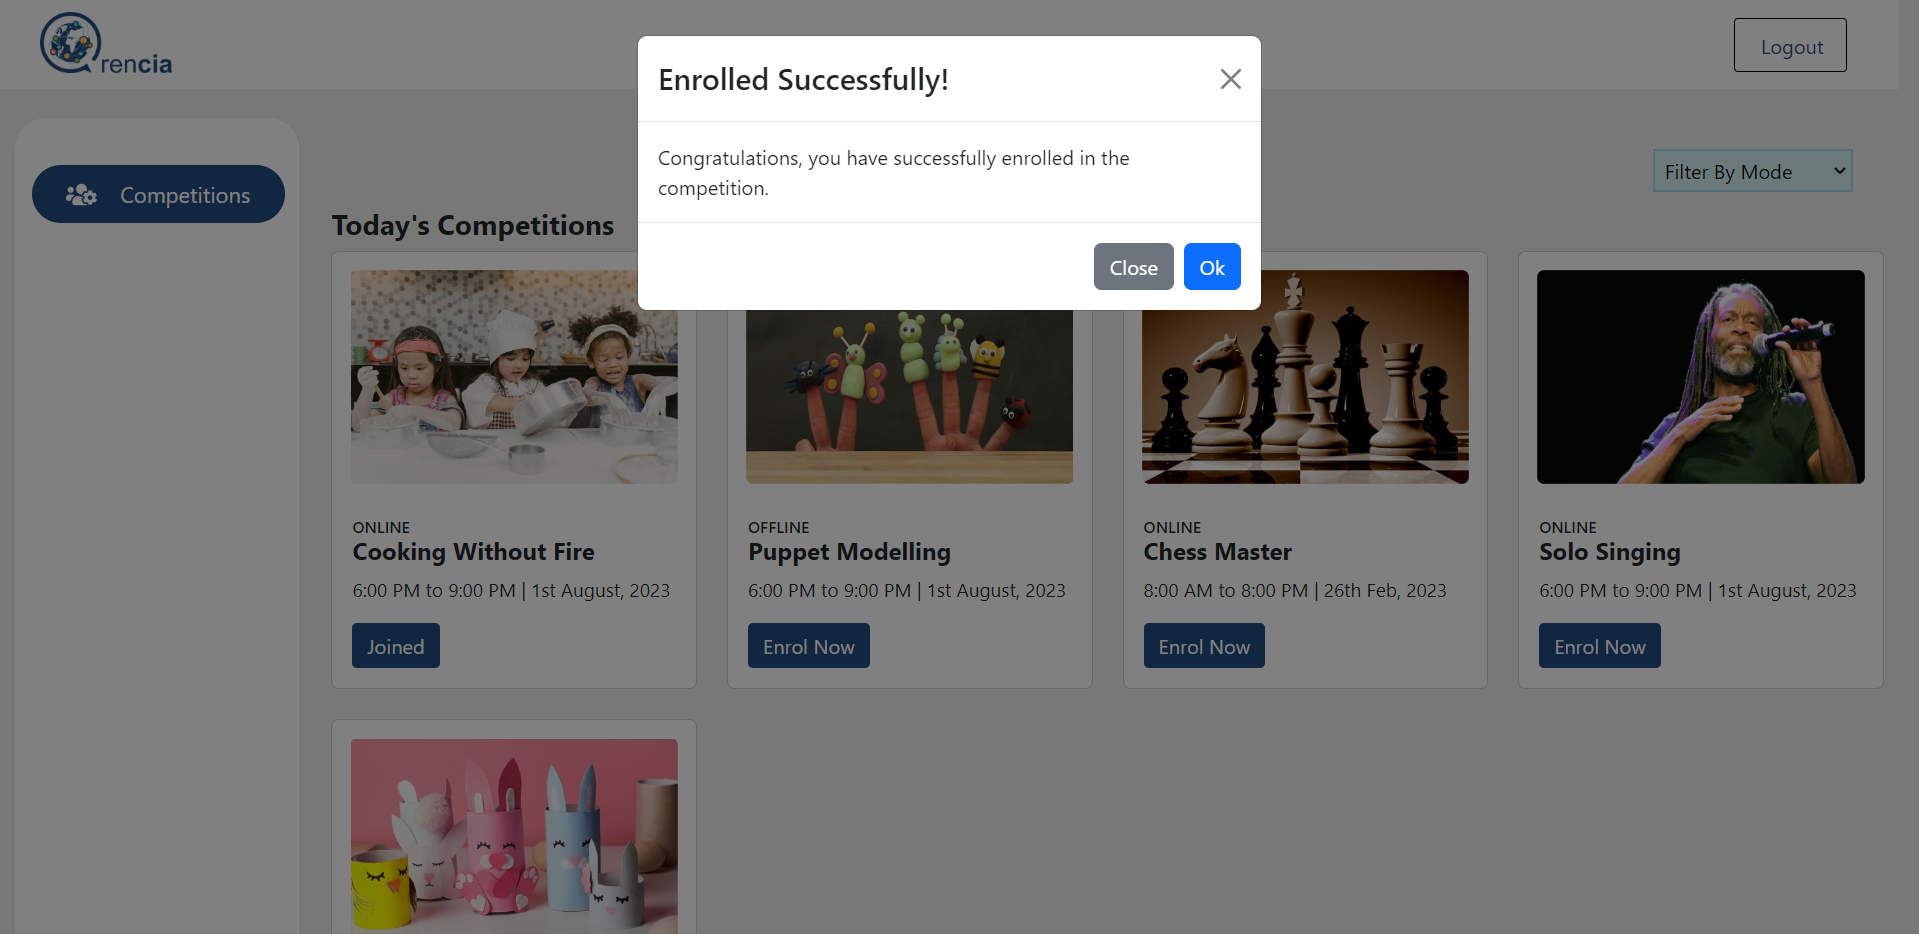 rencia
Logout
Enrolled Successfully!
Congratulations, you have successfully enrolled in the
competition.
Close
Ok
Competitions
Filter By Mode
Today's Competitions
ONLINE
Cooking Without Fire
6:00 PM to 9:00 PM | 1st August, 2023
Joined
OFFLINE
Puppet Modelling
6:00 PM to 9:00 PM | 1st August, 2023
Enrol Now
ONLINE
Chess Master
8:00 AM to 8:00 PM | 26th Feb, 2023
Enrol Now
ONLINE
Solo Singing
6:00 PM to 9:00 PM | 1st August, 2023
Enrol Now